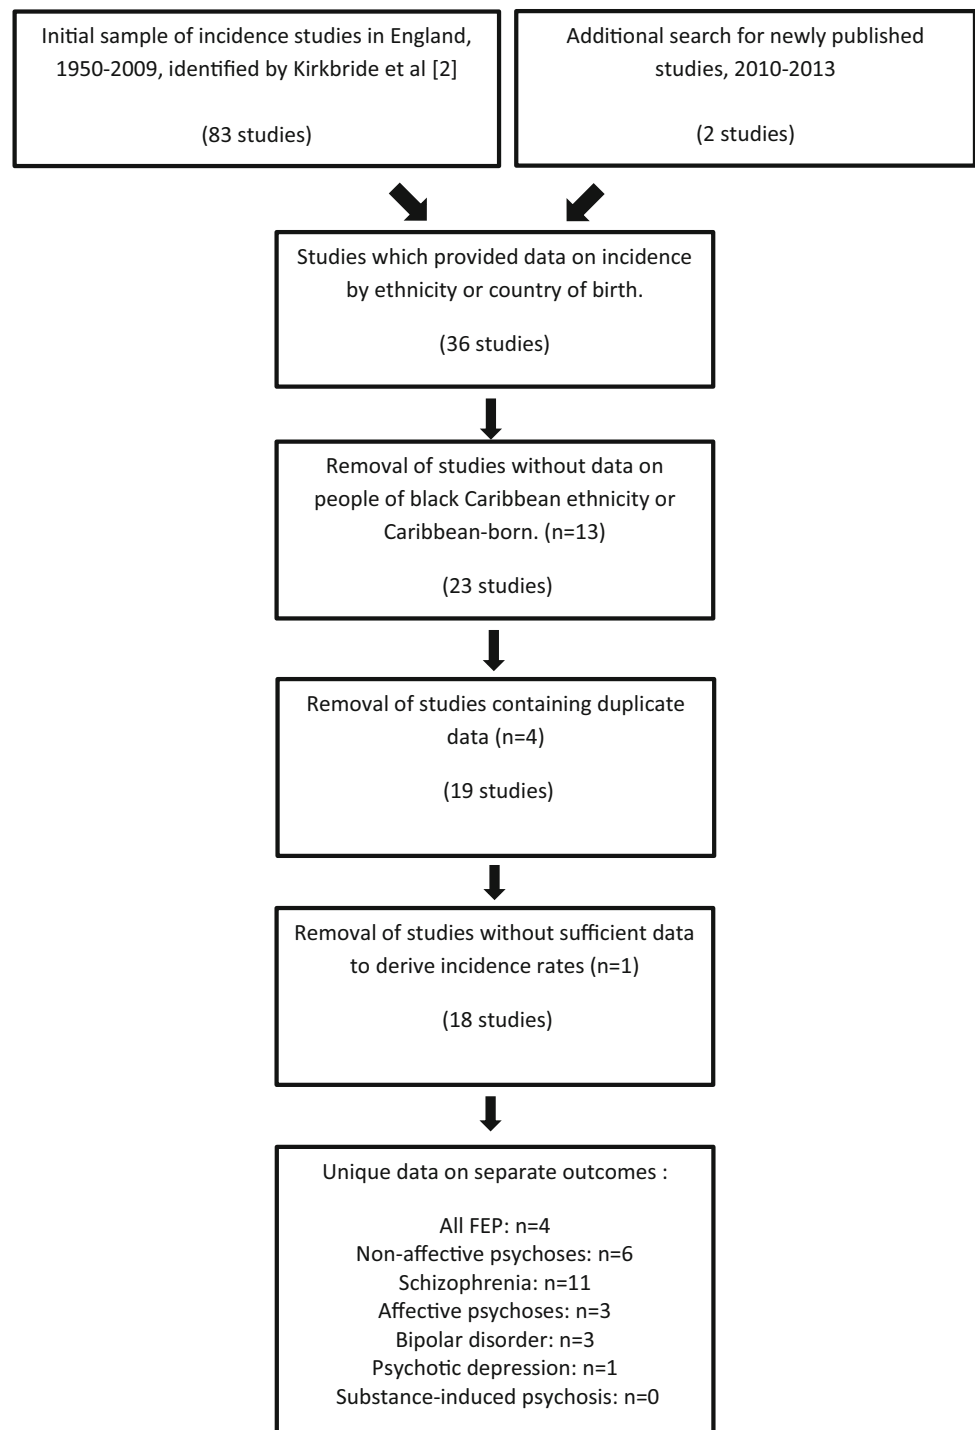 Initial sample of incidence studies in England,
1950-2009, identified by Kirkbride et al [2]
(83 studies)
Additional search for newly published
studies, 2010-2013
(2 studies)
Studies which provided data on incidence
by ethnicity or country of birth.
(36 studies)
Removal of studies without data on
people of black Caribbean ethnicity or
Caribbean-born. (n=13)
(23 studies)
Removal of studies containing duplicate
data (n=4)
(19 studies)
Removal of studies without sufficient data
to derive incidence rates (n=1)
(18 studies)
Unique data on separate outcomes :
All FEP: n=4
Non-affective psychoses: n=6
Schizophrenia: n=11
Affective psychoses: n=3
Bipolar disorder: n=3
Psychotic depression: n=1
Substance-induced psychosis: n=0